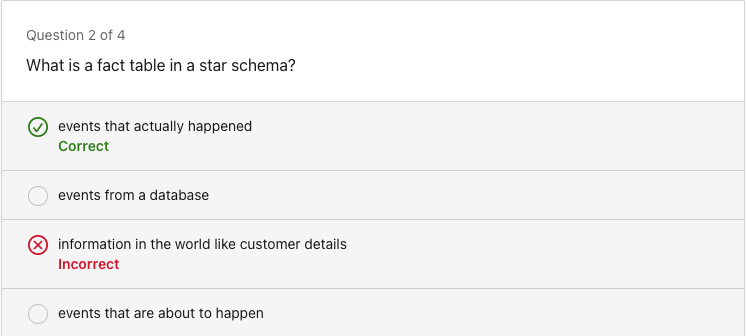 Question 2 of 4
What is a fact table in a star schema?
events that actually happened
Correct
events from a database
information in the world like customer details
Incorrect
events that are about to happen